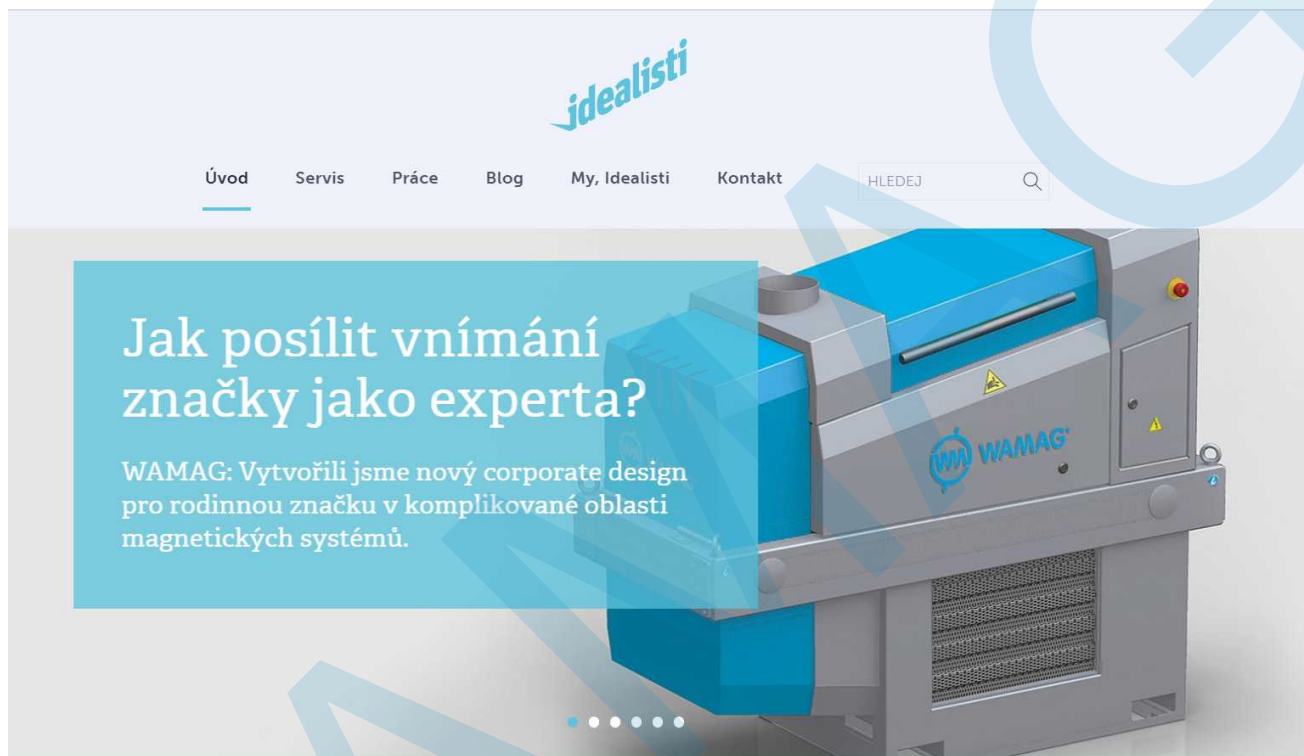 idealisti
Úvod Servis Práce Blog My, Idealisti Kontakt HLEDEJ
Jak posílit vnímání
značky jako experta?
WAMAG: Vytvořili jsme nový corporate design
pro rodinnou značku v komplikované oblasti
magnetických systémů.
WAMAG